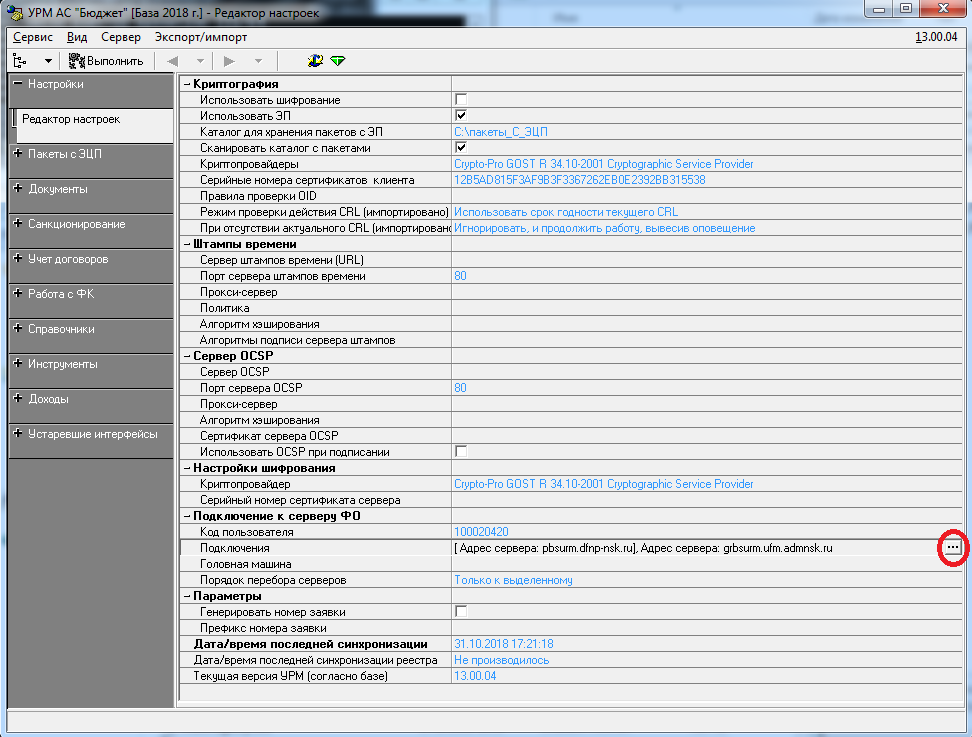 УРМ АС "Бюджет" [База 2018 г.] - Редактор настроек
Сервис Вид Сервер Экспорт/импорт 13.00.04
Выполнить
Настройки
Редактор настроек
Пакеты с ЭЦП
Документы
Санкционирование
Учет договоров
Работа с ФК
Справочники
Инструменты
Доходы
Устаревшие интерфейсы
Криптография
Использовать шифрование
Использовать ЭП
Каталог для хранения пакетов с ЭП C:\пакеты_С_ЭЦП
Сканировать каталог с пакетами
Криптопровайдеры Crypto-Pro GOST R 34.10-2001 Cryptographic Service Provider
Серийные номера сертификатов клиента 12B5AD815F3AF9B3F3367262EB0E2392BB315538
Правила проверки OID
Режим проверки действия CRL (импортировано) Использовать срок годности текущего CRL
При отсутствии актуального CRL (импортировано Игнорировать, и продолжить работу, вывесив оповещение
Штампы времени
Сервер штампов времени (URL)
Порт сервера штампов времени 80
Прокси-сервер
Политика
Алгоритм хэширования
Алгоритмы подписи сервера штампов
Сервер OCSP
Сервер OCSP
Порт сервера OCSP 80
Прокси-сервер
Алгоритм хэширования
Сертификат сервера OCSP
Использовать OCSP при подписании
Настройки шифрования
Криптопровайдер Crypto-Pro GOST R 34.10-2001 Cryptographic Service Provider
Серийный номер сертификата сервера
Подключение к серверу ФО
Код пользователя 100020420
Подключения [ Адрес сервера: pbsurm.dfnp-nsk.ru], Адрес сервера: grbsurm.ufm.admnsk.ru ...
Головная машина
Порядок перебора серверов Только к выделенному
Параметры
Генерировать номер заявки
Префикс номера заявки
Дата/время последней синхронизации 31.10.2018 17:21:18
Дата/время последней синхронизации реестра Не производилось
Текущая версия УРМ (согласно базе) 13.00.04